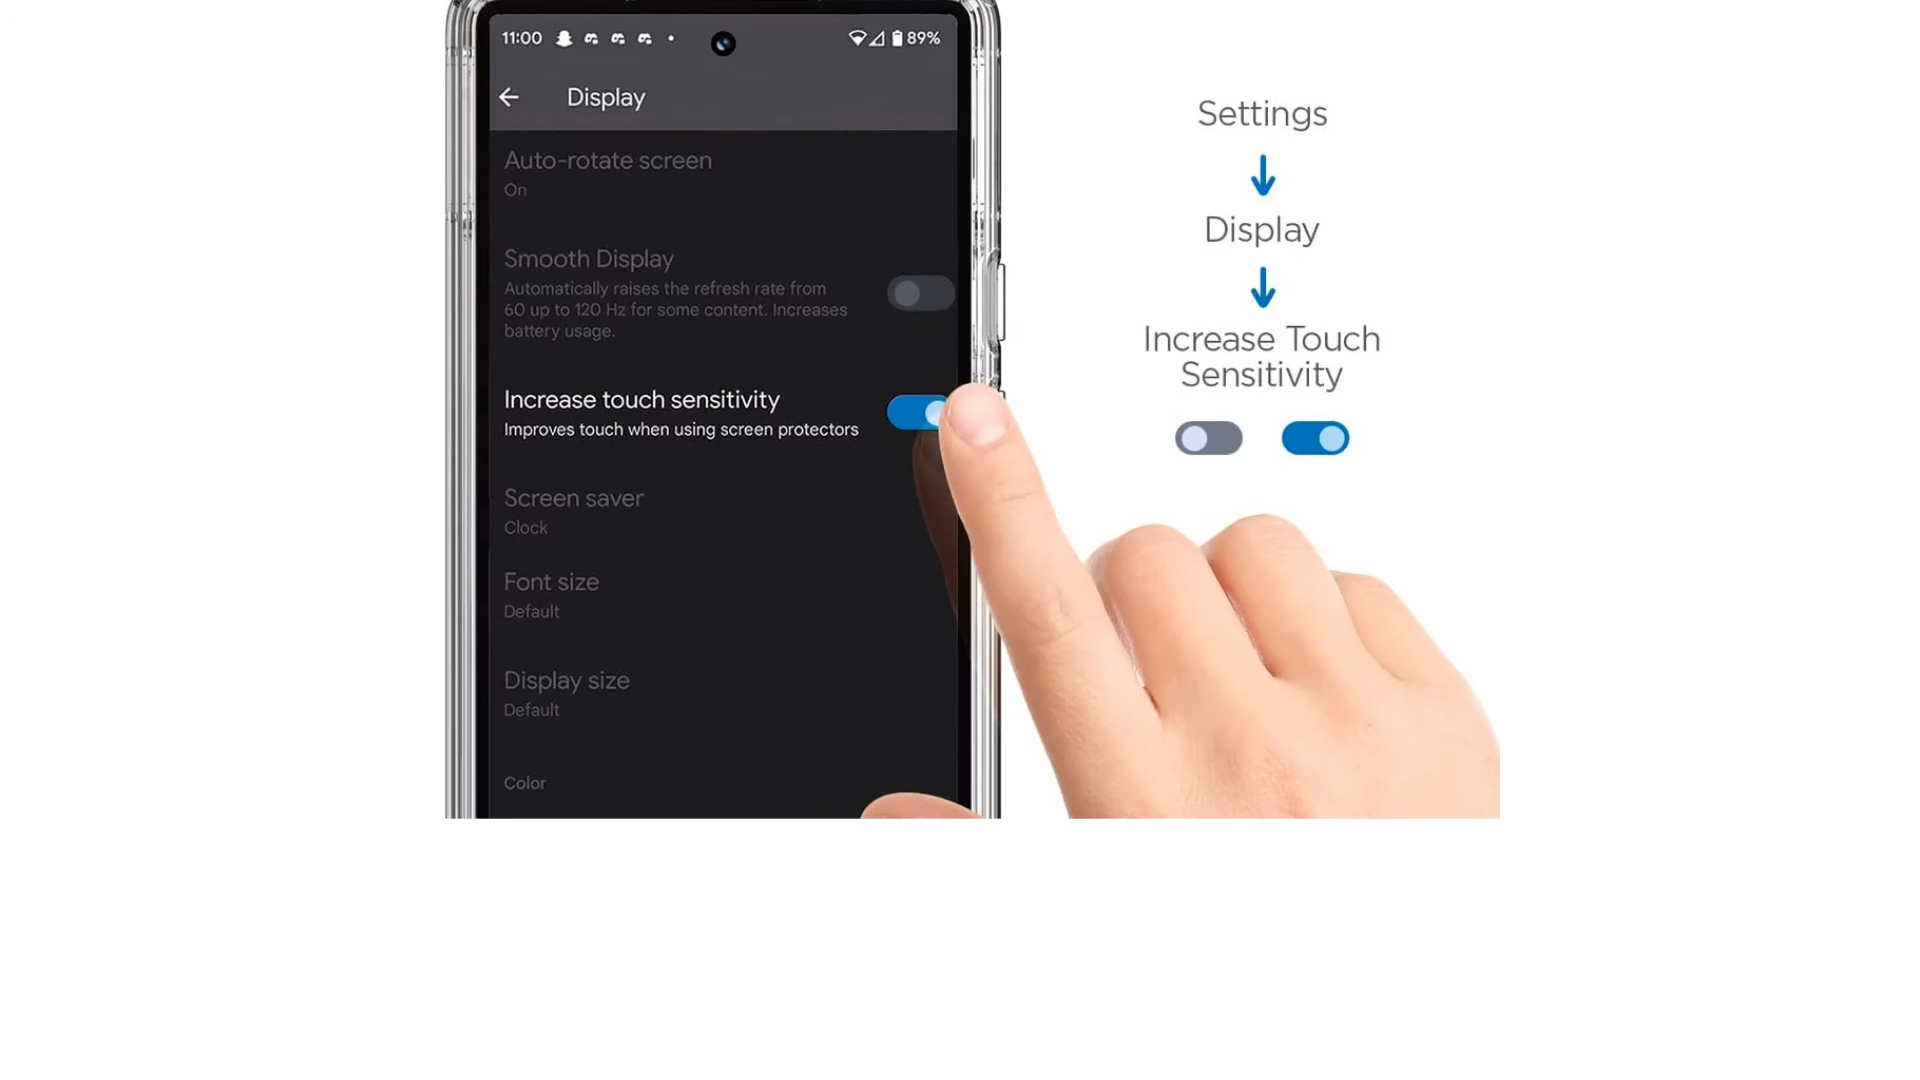 11:00
89%
Display
Auto-rotate screen
On
Smooth Display
Automatically raises the refresh rate from
60 up to 120 Hz for some content. Increases
battery usage.
Increase touch sensitivity
Improves touch when using screen protectors
Screen saver
Clock
Font size
Default
Display size
Default
Color
Settings
Display
Increase Touch
Sensitivity